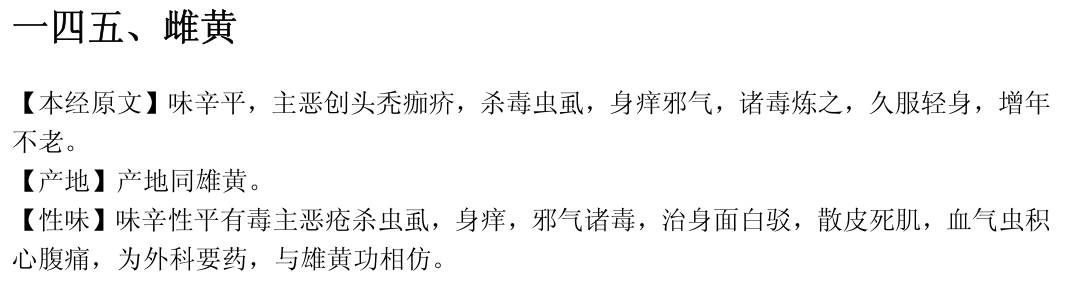 一四五、雌黄
【本经原文】味辛平，主恶创头秃痂疥，杀毒虫虱，身痒邪气，诸毒炼之，久服轻身，增年
不老。
【产地】产地同雄黄。
【性味】味辛性平有毒主恶疮杀虫虱，身痒，邪气诸毒，治身面白驳，散皮死肌，血气虫积
心腹痛，为外科要药，与雄黄功相仿。